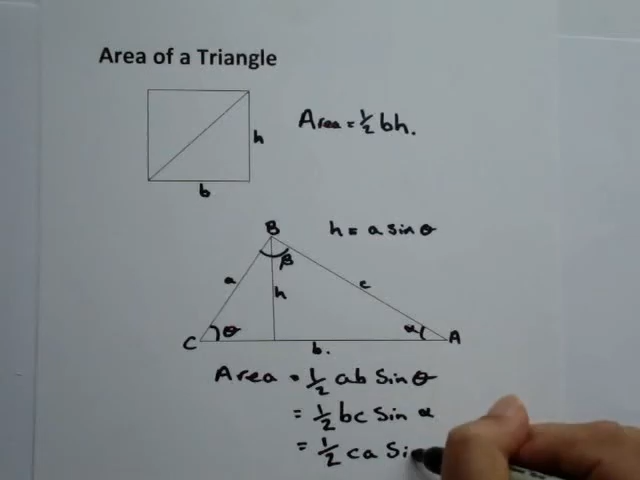 Area of a Triangle
Area = ½ bh.
h
b
B
h = a sin θ
β
a
c
h
θ
α
C
A
b.
Area = ½ ab Sin θ
= ½ bc Sin α
= ½ ca Si